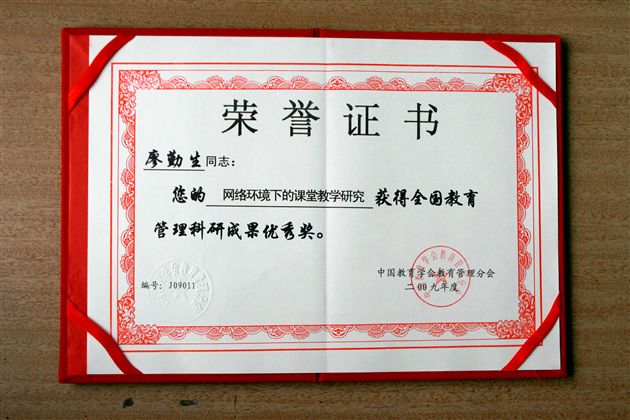 荣誉证书
廖勤生同志：
您的 网络环境下的课堂教学研究 获得全国教育
管理科研成果优秀奖。
中国教育学会教育管理分会
编号：J09011
二00九年度